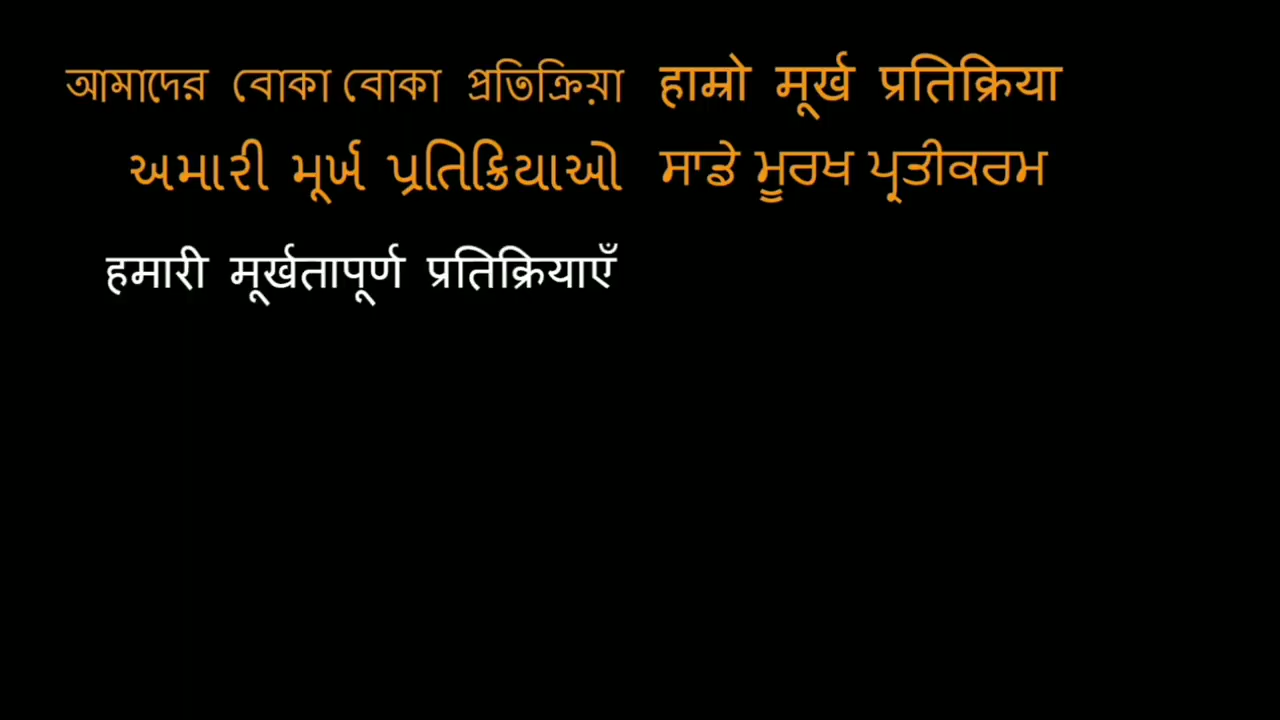 আমাদের বোকা বোকা প্রতিক্রিয়া हाम्रो मूर्ख प्रतिक्रिया
અમારી મૂર્ખ પ્રતિક્રિયાઓ ਸਾਡੇ ਮੂਰਖ ਪ੍ਰਤੀਕਰਮ
हमारी मूर्खतापूर्ण प्रतिक्रियाएँ